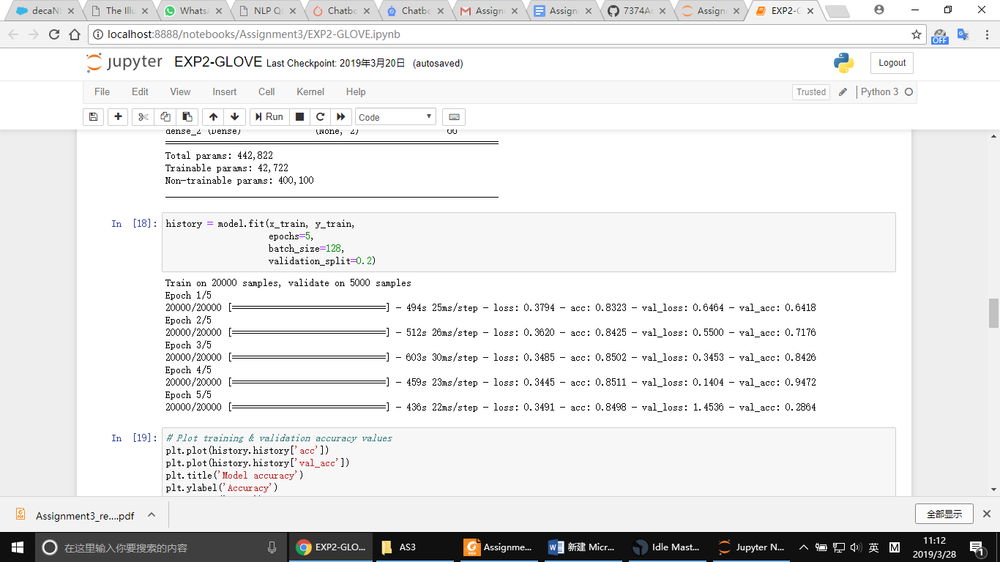 decaNL
The Illu
WhatsA
NLP Q&
Chatbo
Chatbo
Assignm
Assignm
7374As
Assignm
EXP2-G
localhost:8888/notebooks/Assignment3/EXP2-GLOVE.ipynb
OFF
jupyter EXP2-GLOVE Last Checkpoint: 2019年3月20日 (autosaved)
Logout
File Edit View Insert Cell Kernel Help
Trusted Python 3
Run Code
dense_2 (Dense) (None, 2)
Total params: 442,822
Trainable params: 42,722
Non-trainable params: 400,100
In [18]: history = model.fit(x_train, y_train,
epochs=5,
batch_size=128,
validation_split=0.2)
Train on 20000 samples, validate on 5000 samples
Epoch 1/5
20000/20000 [==============================] - 494s 25ms/step - loss: 0.3794 - acc: 0.8323 - val_loss: 0.6464 - val_acc: 0.6418
Epoch 2/5
20000/20000 [==============================] - 512s 26ms/step - loss: 0.3620 - acc: 0.8425 - val_loss: 0.5500 - val_acc: 0.7176
Epoch 3/5
20000/20000 [==============================] - 603s 30ms/step - loss: 0.3485 - acc: 0.8502 - val_loss: 0.3453 - val_acc: 0.8426
Epoch 4/5
20000/20000 [==============================] - 459s 23ms/step - loss: 0.3445 - acc: 0.8511 - val_loss: 0.1404 - val_acc: 0.9472
Epoch 5/5
20000/20000 [==============================] - 436s 22ms/step - loss: 0.3491 - acc: 0.8498 - val_loss: 1.4536 - val_acc: 0.2864
In [19]: # Plot training & validation accuracy values
plt.plot(history.history['acc'])
plt.plot(history.history['val_acc'])
plt.title('Model accuracy')
plt.ylabel('Accuracy')
Assignment3_re....pdf
全部显示
在这里输入你要搜索的内容
EXP2-GLO...
AS3
Assignme...
新建 Micr...
Idle Mast...
Jupyter N...
英
M
11:12
2019/3/28
1